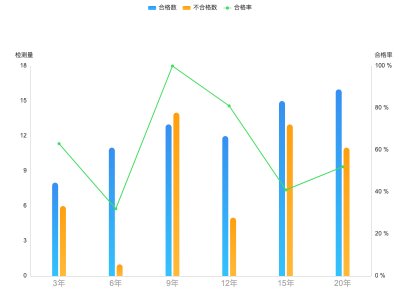 合格数 不合格数 合格率
检测量 合格率
18 100 %
15 80 %
12 60 %
9 40 %
6 20 %
3 0 %
0
3年 6年 9年 12年 15年 20年